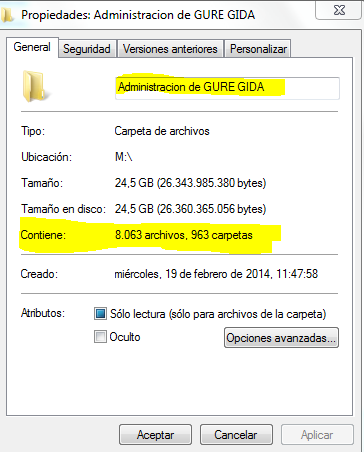 Propiedades: Administracion de GURE GIDA
General Seguridad Versiones anteriores Personalizar
Administracion de GURE GIDA
Tipo: Carpeta de archivos
Ubicación: M:\
Tamaño: 24,5 GB (26.343.985.380 bytes)
Tamaño en disco: 24,5 GB (26.360.365.056 bytes)
Contiene: 8.063 archivos, 963 carpetas
Creado: miércoles, 19 de febrero de 2014, 11:47:58
Atributos: Sólo lectura (sólo para archivos de la carpeta)
Oculto Opciones avanzadas...
Aceptar Cancelar Aplicar